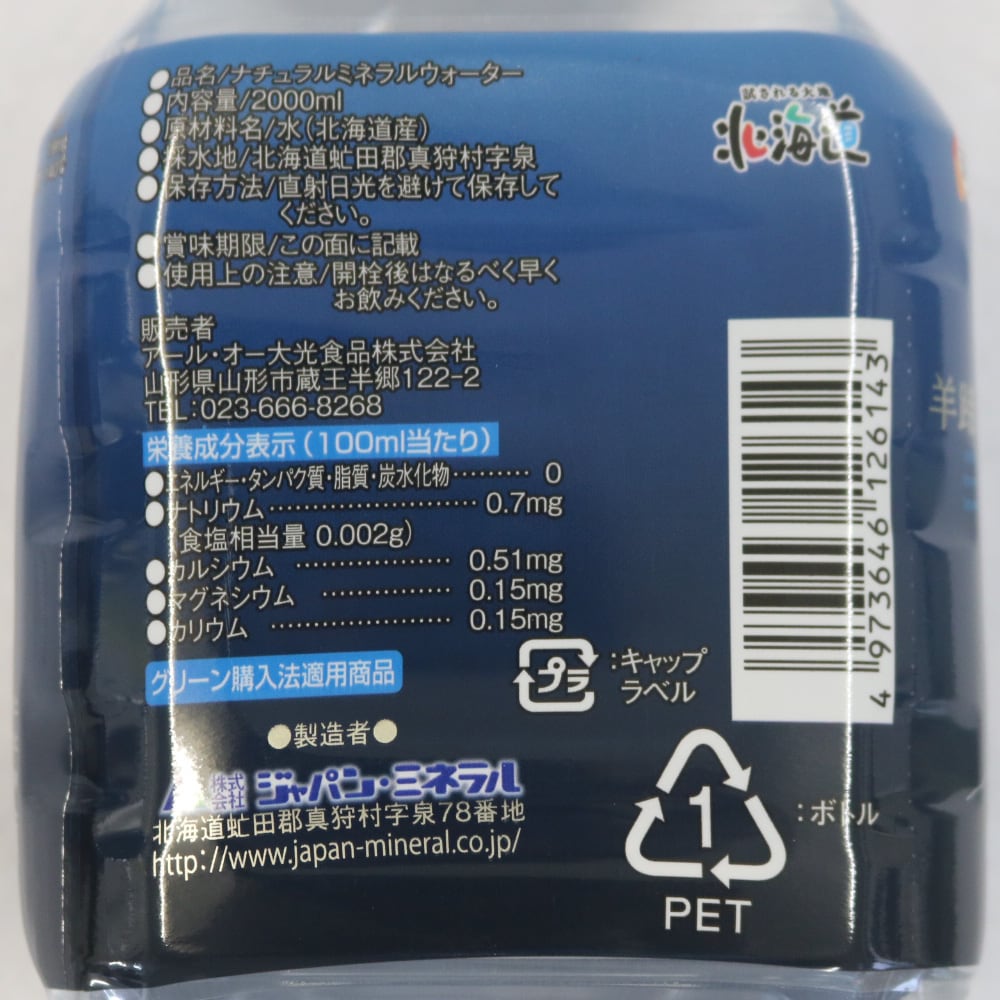 ●品名/ナチュラルミネラルウォーター
●内容量/2000ml
●原材料名/水(北海道産)
●採水地/北海道虻田郡真狩村字泉
●保存方法/直射日光を避けて保存して
ください。
●賞味期限/この面に記載
●使用上の注意/開栓後はなるべく早く
お飲みください。
販売者
アール・オー大光食品株式会社
山形県山形市蔵王半郷122-2
TEL:023-666-8268
栄養成分表示(100ml当たり)
●エネルギー・タンパク質・脂質・炭水化物……… 0
●ナトリウム………………… 0.7mg
(食塩相当量 0.002g)
●カルシウム ……………… 0.51mg
●マグネシウム …………… 0.15mg
●カリウム ………………… 0.15mg
グリーン購入法適用商品
●製造者●
株式会社 ジャパン・ミネラル
北海道虻田郡真狩村字泉78番地
http://www.japan-mineral.co.jp/
試される大地
北海道
4973646126143
プラ
:キャップ
ラベル
1
PET
:ボトル
羊